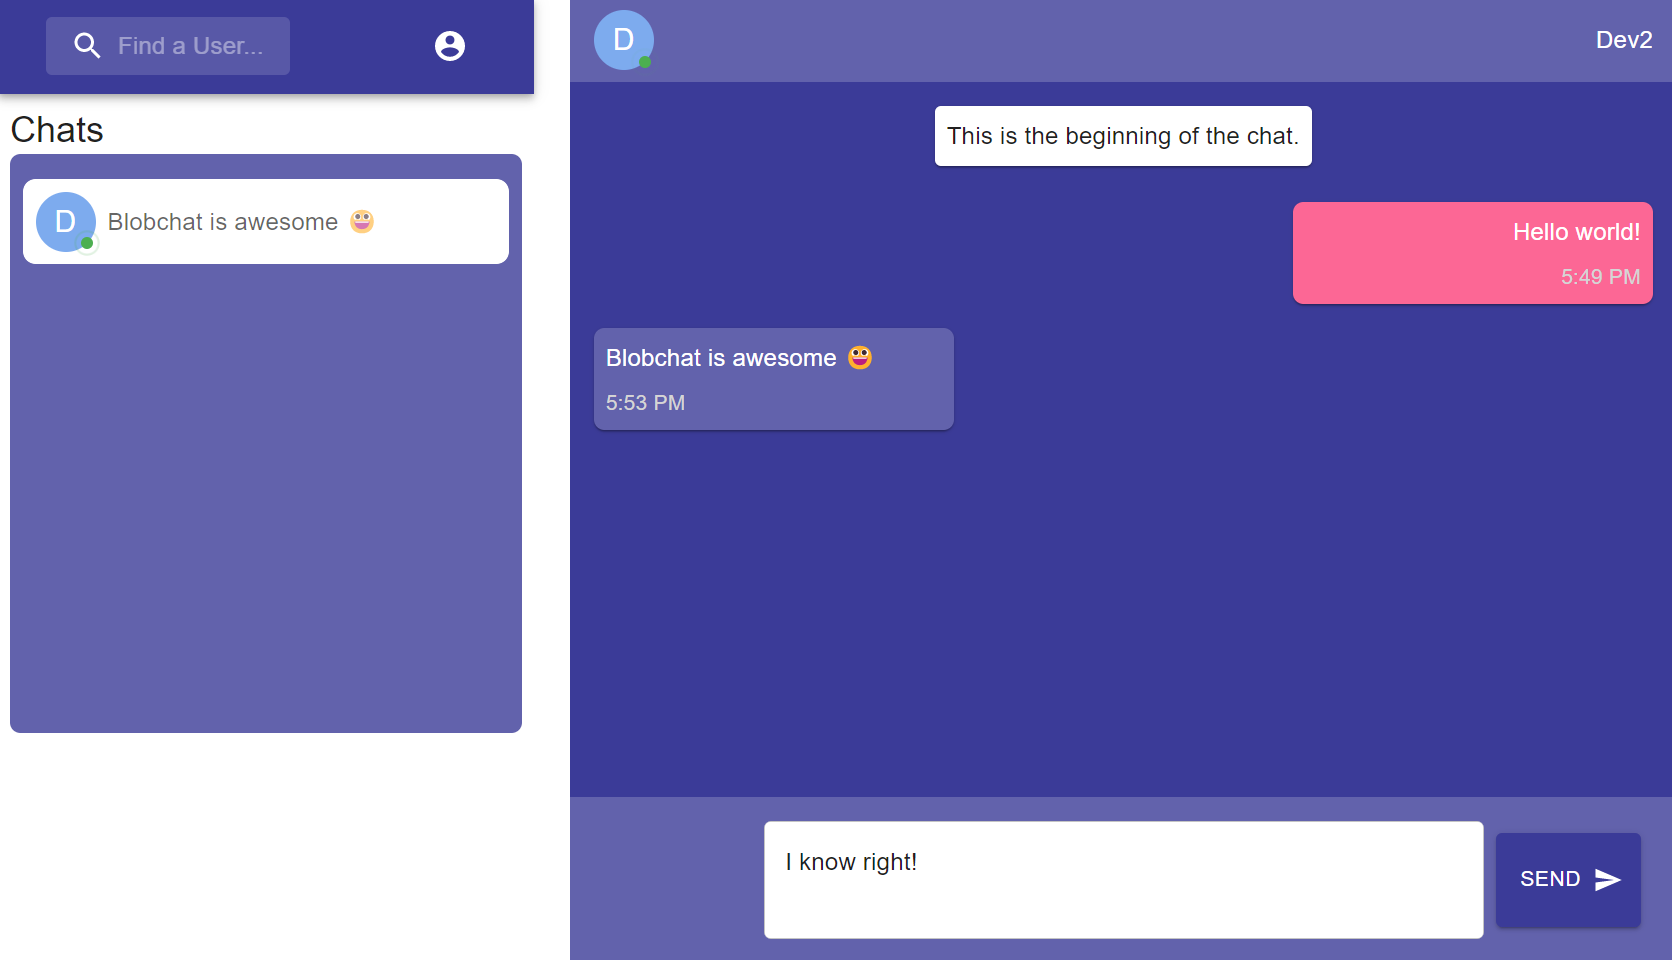 Find a User...
Chats
D
Blobchat is awesome 😀
D
Dev2
This is the beginning of the chat.
Hello world!
5:49 PM
Blobchat is awesome 😀
5:53 PM
I know right!
SEND